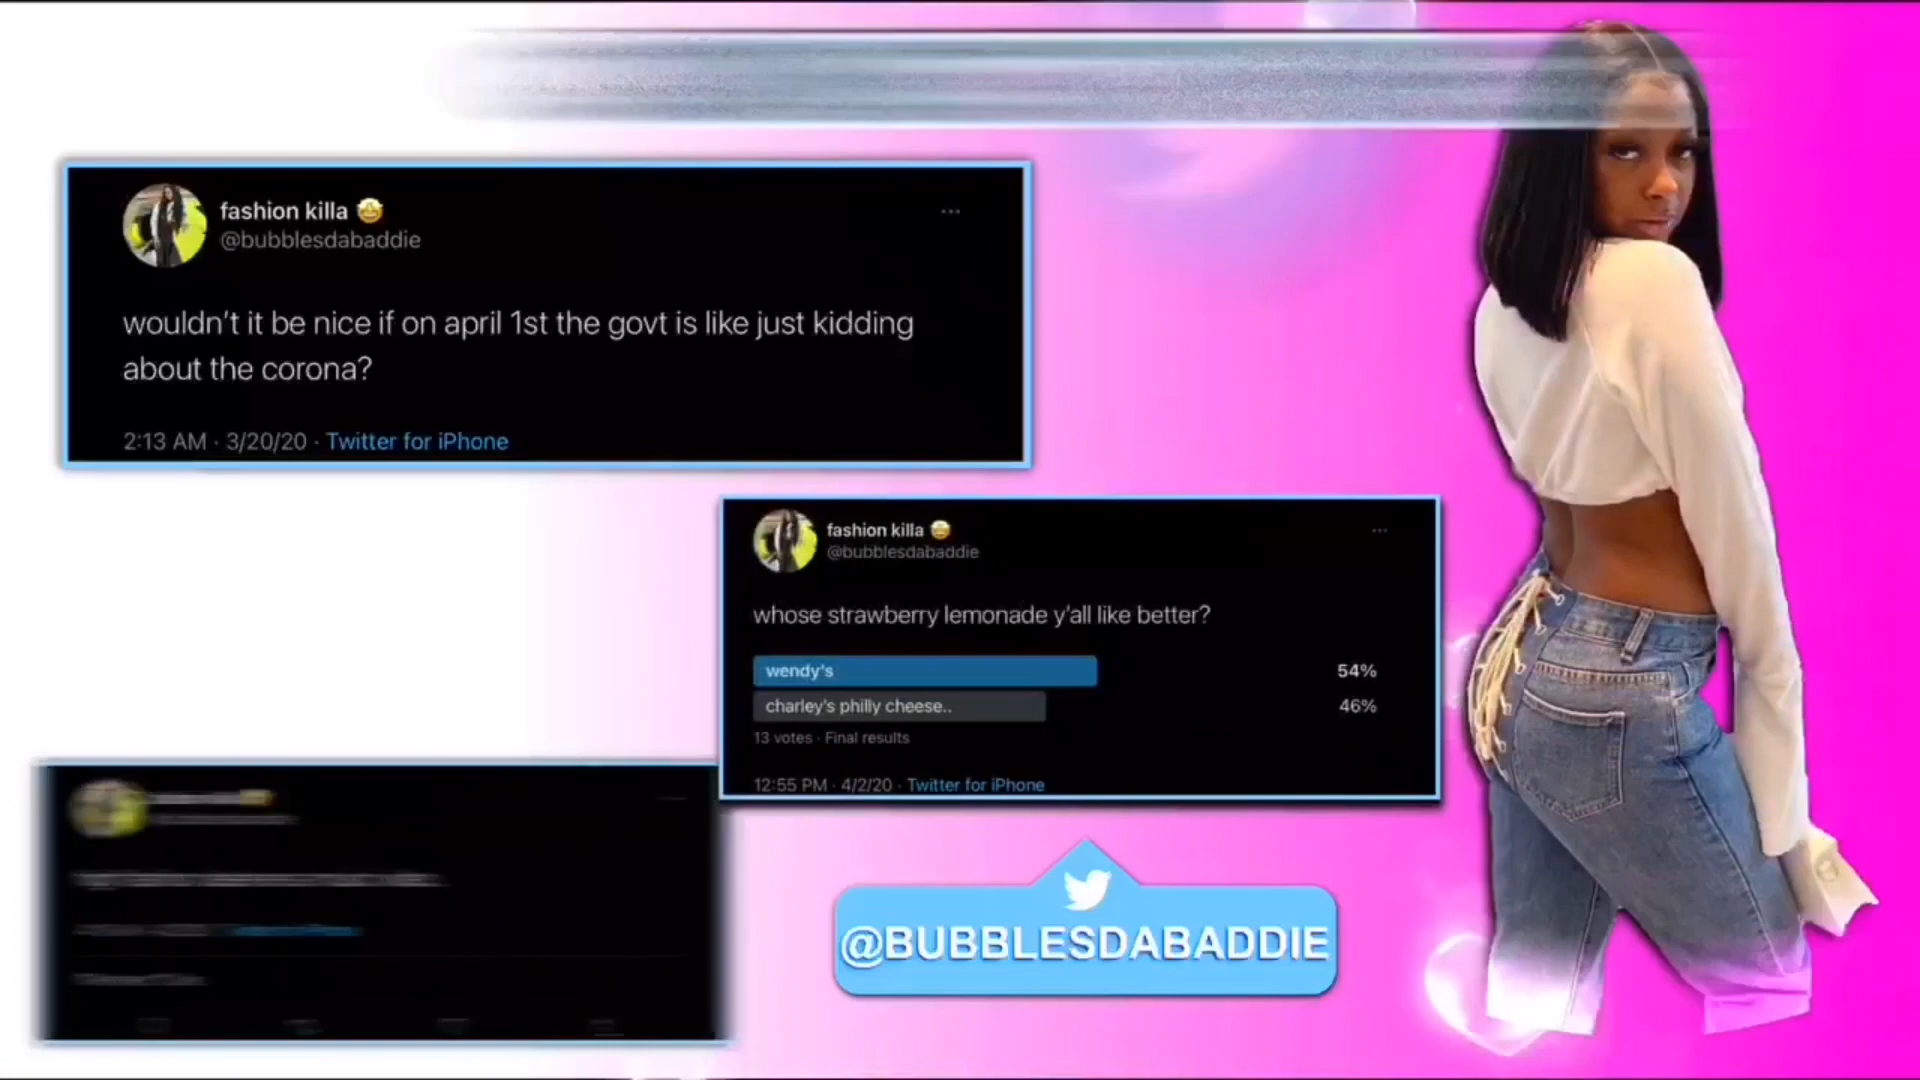 fashion killa 🤩
@bubblesdabaddie
wouldn't it be nice if on april 1st the govt is like just kidding
about the corona?
2:13 AM · 3/20/20 · Twitter for iPhone
fashion killa 🤩
@bubblesdabaddie
whose strawberry lemonade y'all like better?
wendy's 54%
charley's philly cheese.. 46%
13 votes · Final results
12:55 PM · 4/2/20 · Twitter for iPhone
@BUBBLESDABADDIE